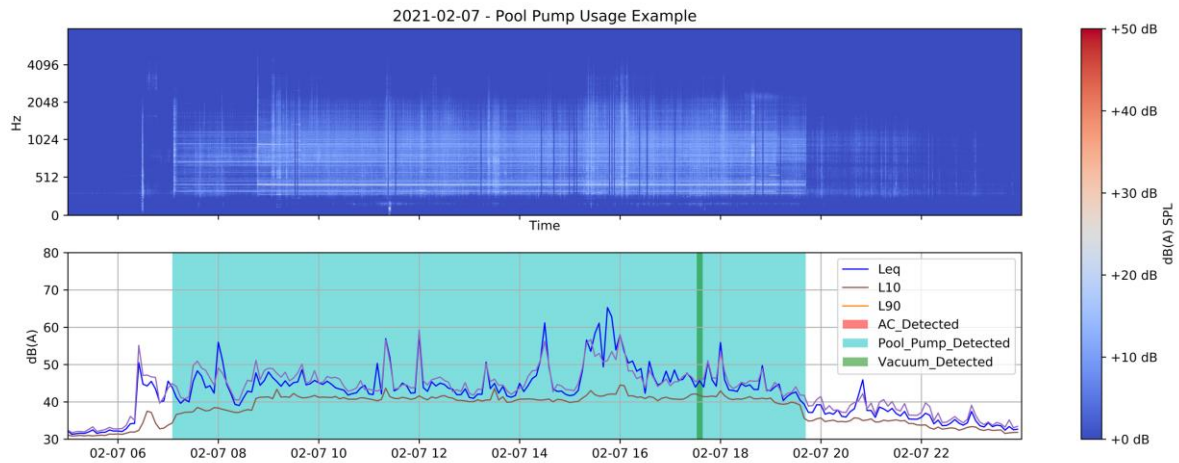 2021-02-07 - Pool Pump Usage Example
4096
2048
1024
512
0
Hz
Time
80
70
60
50
40
30
dB(A)
Leq
L10
L90
AC_Detected
Pool_Pump_Detected
Vacuum_Detected
02-07 06
02-07 08
02-07 10
02-07 12
02-07 14
02-07 16
02-07 18
02-07 20
02-07 22
+50 dB
+40 dB
+30 dB
+20 dB
+10 dB
+0 dB
dB(A) SPL